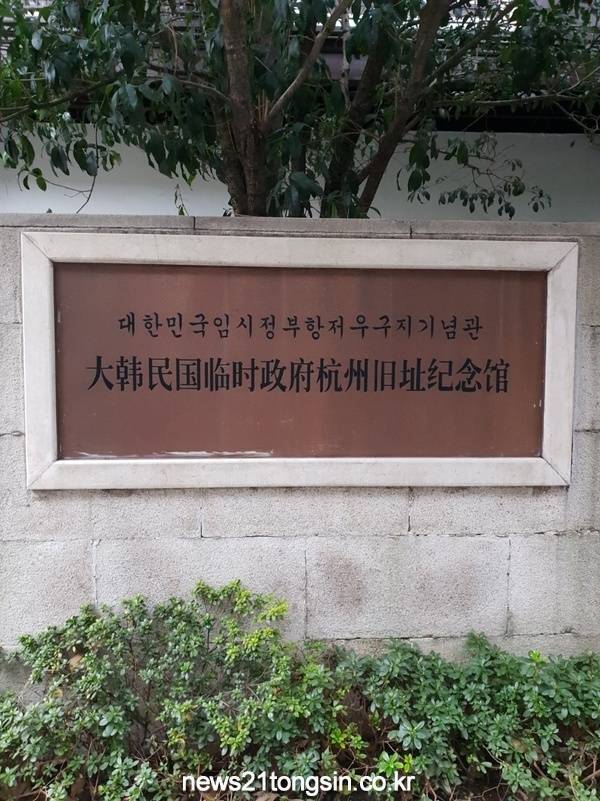 대한민국임시정부항저우구지기념관
大韩民国临时政府杭州旧址纪念馆
news21tongsin.co.kr